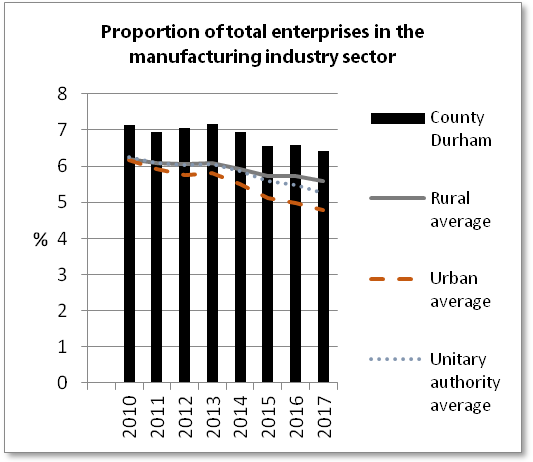 Proportion of total enterprises in the
manufacturing industry sector
8
7
6
5
4
3
2
1
0
%
2010
2011
2012
2013
2014
2015
2016
2017
County
Durham
Rural
average
Urban
average
Unitary
authority
average